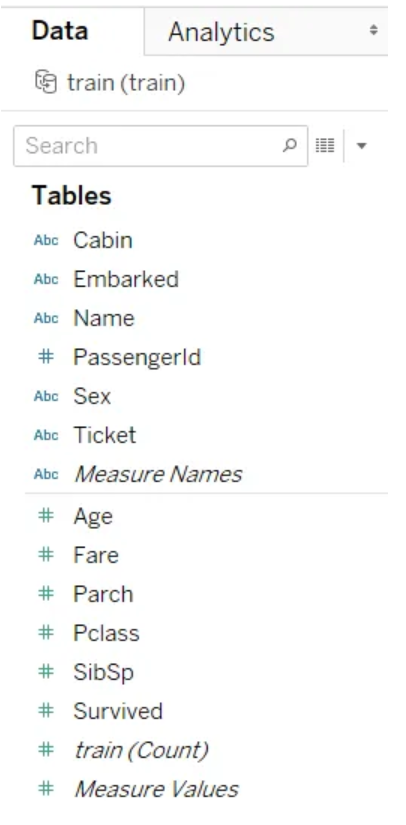 Data Analytics
train (train)
Search
Tables
Abc Cabin
Abc Embarked
Abc Name
# PassengerId
Abc Sex
Abc Ticket
Abc Measure Names
# Age
# Fare
# Parch
# Pclass
# SibSp
# Survived
# train (Count)
# Measure Values